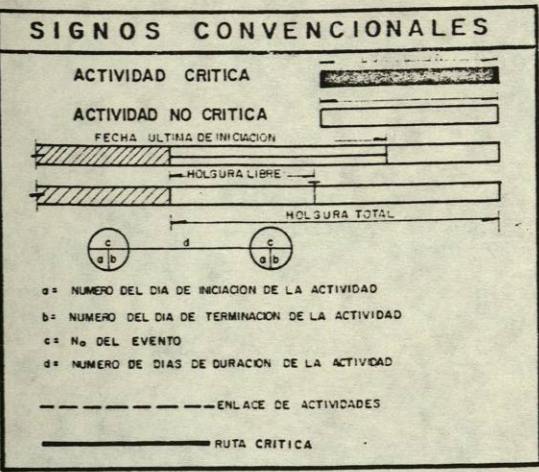 SIGNOS CONVENCIONALES
ACTIVIDAD CRITICA
ACTIVIDAD NO CRITICA
FECHA ULTIMA DE INICIACION
HOLGURA LIBRE
HOLGURA TOTAL
c c
a b d a b
a= NUMERO DEL DIA DE INICIACION DE LA ACTIVIDAD
b= NUMERO DEL DIA DE TERMINACION DE LA ACTIVIDAD
c= No DEL EVENTO
d= NUMERO DE DIAS DE DURACION DE LA ACTIVIDAD
ENLACE DE ACTIVIDADES
RUTA CRITICA